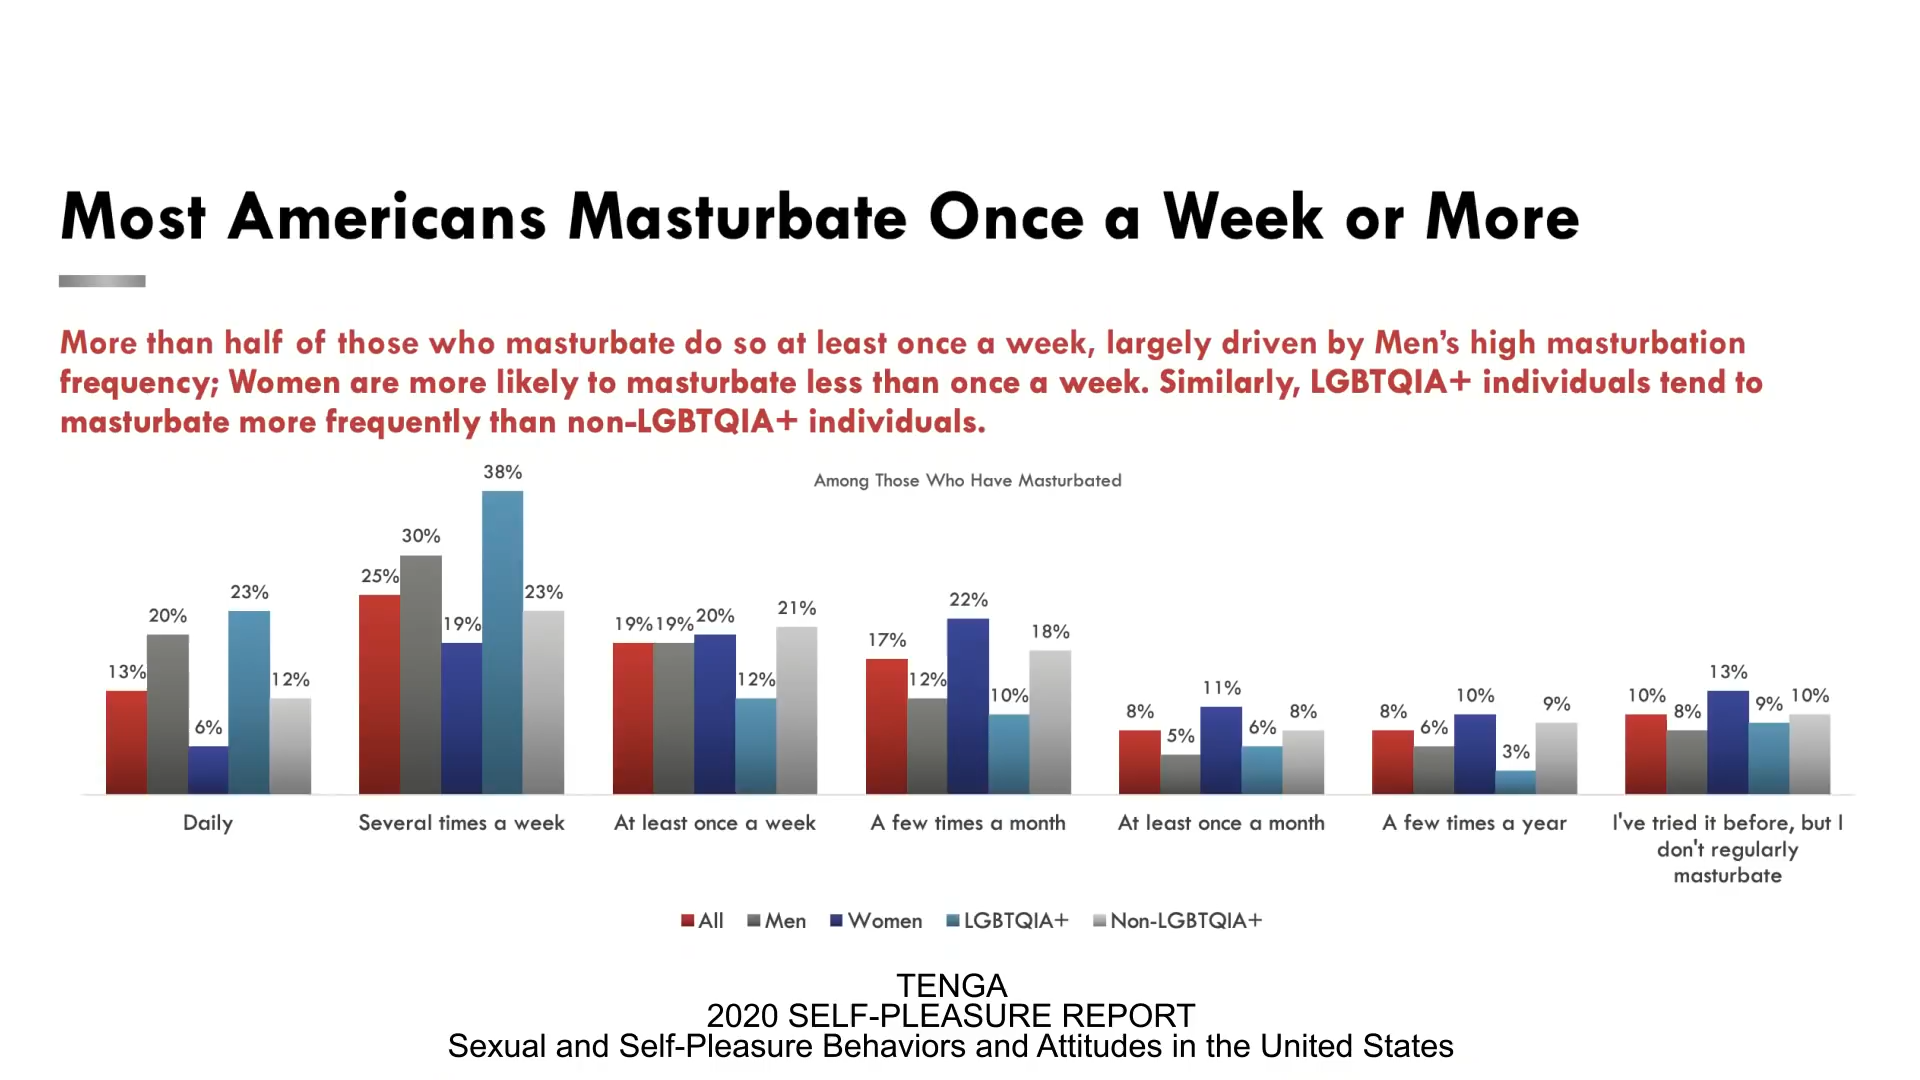 Most Americans Masturbate Once a Week or More
More than half of those who masturbate do so at least once a week, largely driven by Men’s high masturbation
frequency; Women are more likely to masturbate less than once a week. Similarly, LGBTQIA+ individuals tend to
masturbate more frequently than non-LGBTQIA+ individuals.
Among Those Who Have Masturbated
13% 20% 6% 23% 12%
25% 30% 19% 38% 23%
19% 19% 20% 12% 21%
17% 12% 22% 10% 18%
8% 5% 11% 6% 8%
8% 6% 10% 3% 9%
10% 8% 13% 9% 10%
Daily
Several times a week
At least once a week
A few times a month
At least once a month
A few times a year
I've tried it before, but I
don't regularly
masturbate
All Men Women LGBTQIA+ Non-LGBTQIA+
TENGA
2020 SELF-PLEASURE REPORT
Sexual and Self-Pleasure Behaviors and Attitudes in the United States